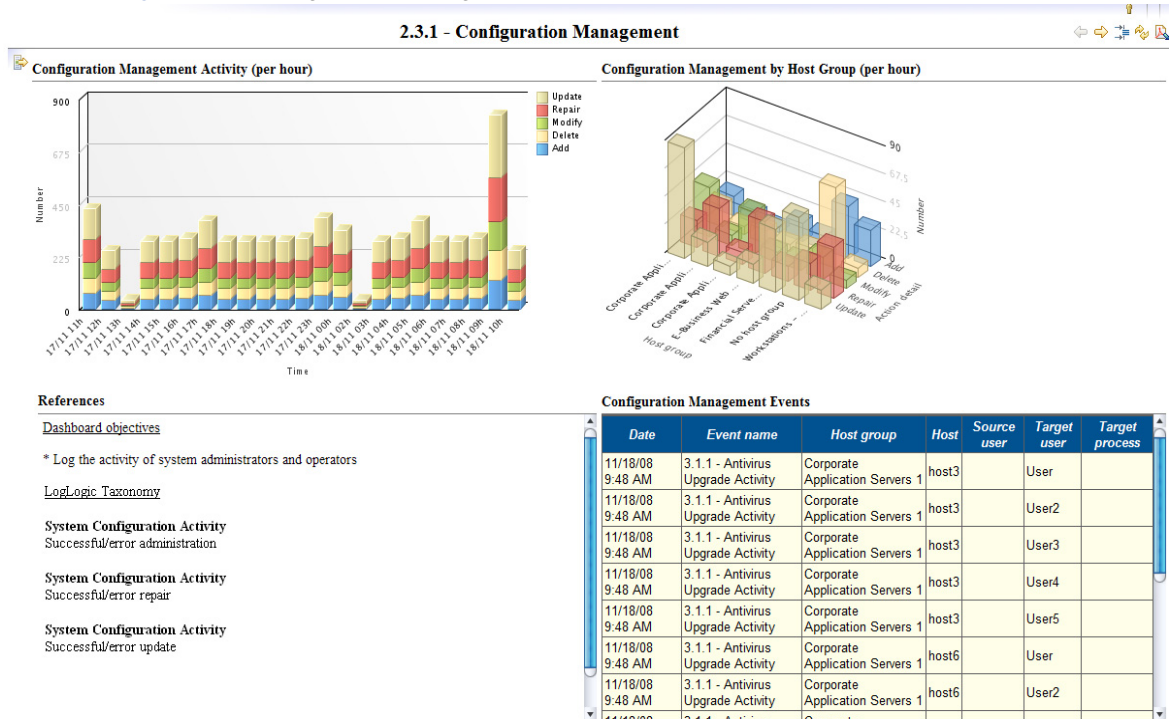 2.3.1 - Configuration Management
Configuration Management Activity (per hour)
900
675
450
225
0
Number
17/11 11h
17/11 12h
17/11 13h
17/11 14h
17/11 15h
17/11 16h
17/11 17h
17/11 18h
17/11 19h
17/11 20h
17/11 21h
17/11 22h
17/11 23h
18/11 00h
18/11 02h
18/11 03h
18/11 04h
18/11 05h
18/11 06h
18/11 07h
18/11 08h
18/11 09h
18/11 10h
Time
Update
Repair
Modify
Delete
Add
Configuration Management by Host Group (per hour)
90
67.5
45
22.5
0
Number
Add
Delete
Modify
Repair
Update
Action detail
Corporate Appli...
Corporate Appli...
Corporate Appli...
E-Business Web ...
Financial Serve...
No host group
Workstations - ...
Host group
References
Dashboard objectives
* Log the activity of system administrators and operators
LogLogic Taxonomy
System Configuration Activity
Successful/error administration
System Configuration Activity
Successful/error repair
System Configuration Activity
Successful/error update
Configuration Management Events
Date Event name Host group Host Source user Target user Target process
11/18/08 9:48 AM 3.1.1 - Antivirus Upgrade Activity Corporate Application Servers 1 host3 User
11/18/08 9:48 AM 3.1.1 - Antivirus Upgrade Activity Corporate Application Servers 1 host3 User2
11/18/08 9:48 AM 3.1.1 - Antivirus Upgrade Activity Corporate Application Servers 1 host3 User3
11/18/08 9:48 AM 3.1.1 - Antivirus Upgrade Activity Corporate Application Servers 1 host3 User4
11/18/08 9:48 AM 3.1.1 - Antivirus Upgrade Activity Corporate Application Servers 1 host3 User5
11/18/08 9:48 AM 3.1.1 - Antivirus Upgrade Activity Corporate Application Servers 1 host6 User
11/18/08 9:48 AM 3.1.1 - Antivirus Upgrade Activity Corporate Application Servers 1 host6 User2